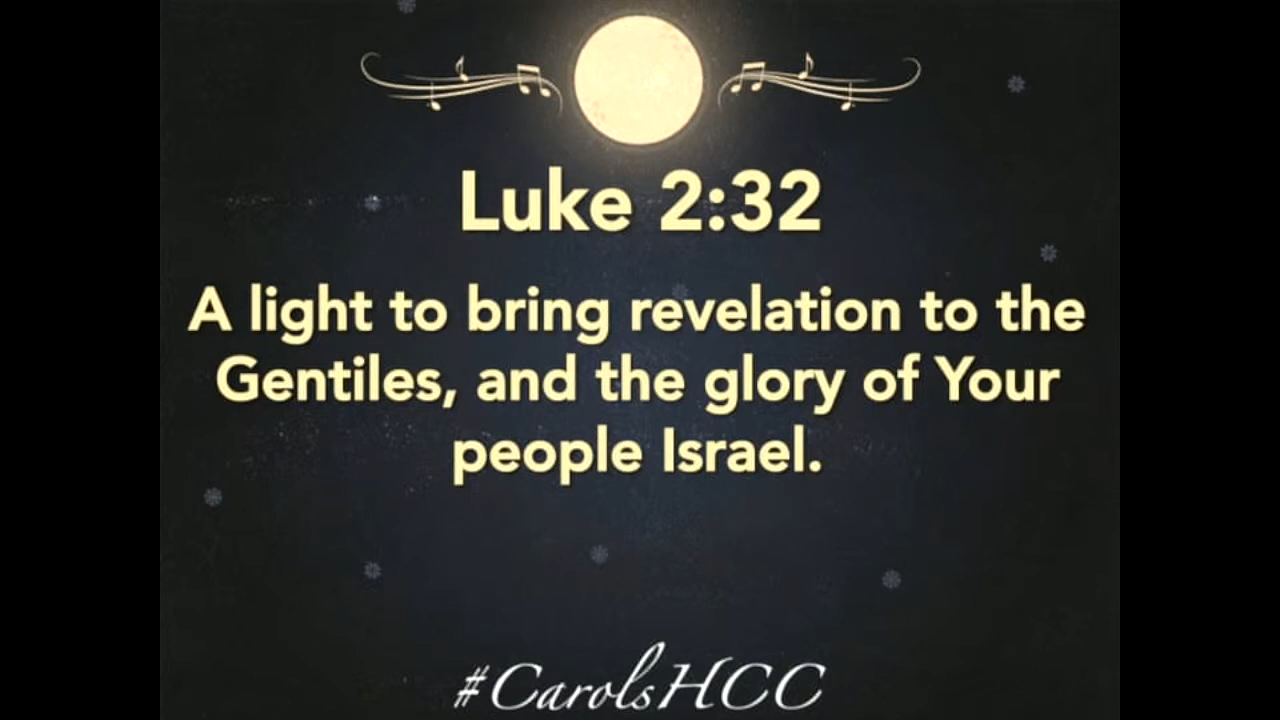 Luke 2:32
A light to bring revelation to the
Gentiles, and the glory of Your
people Israel.
#CarolsHCC